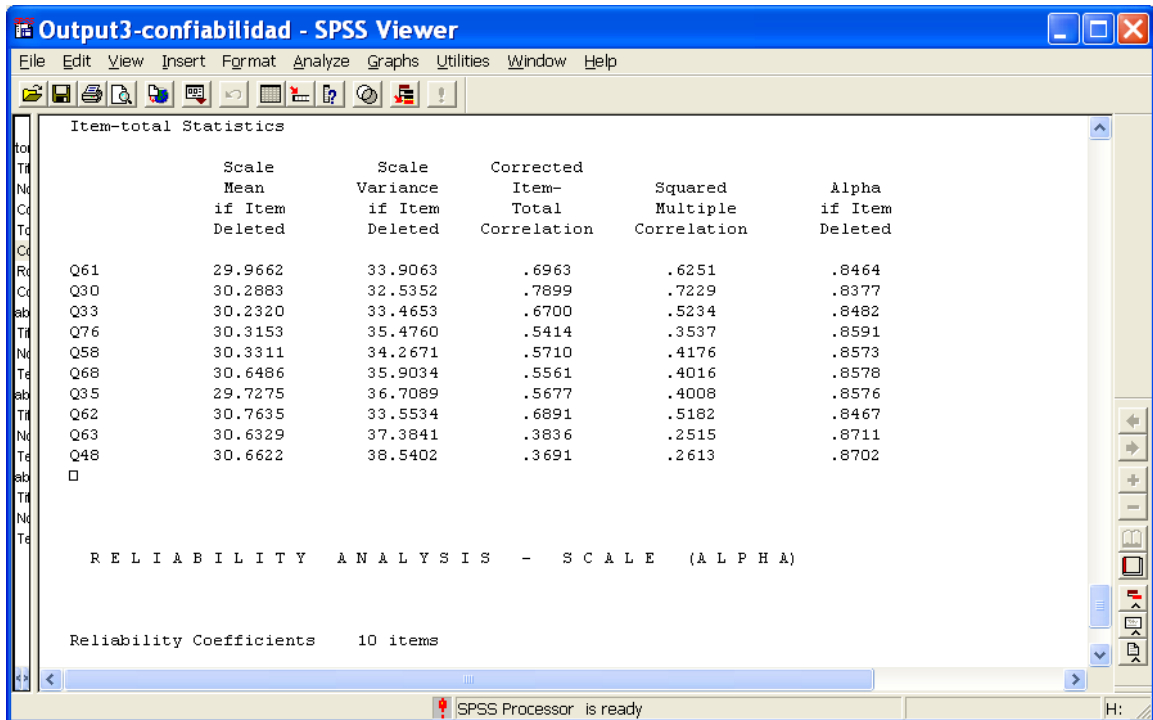 Output3-confiabilidad - SPSS Viewer
File Edit View Insert Format Analyze Graphs Utilities Window Help
Item-total Statistics
Scale Scale Corrected
Mean Variance Item- Squared Alpha
if Item if Item Total Multiple if Item
Deleted Deleted Correlation Correlation Deleted
Q61 29.9662 33.9063 .6963 .6251 .8464
Q30 30.2883 32.5352 .7899 .7229 .8377
Q33 30.2320 33.4653 .6700 .5234 .8482
Q76 30.3153 35.4760 .5414 .3537 .8591
Q58 30.3311 34.2671 .5710 .4176 .8573
Q68 30.6486 35.9034 .5561 .4016 .8578
Q35 29.7275 36.7089 .5677 .4008 .8576
Q62 30.7635 33.5534 .6891 .5182 .8467
Q63 30.6329 37.3841 .3836 .2515 .8711
Q48 30.6622 38.5402 .3691 .2613 .8702
R E L I A B I L I T Y A N A L Y S I S - S C A L E (A L P H A)
Reliability Coefficients 10 items
SPSS Processor is ready
H: